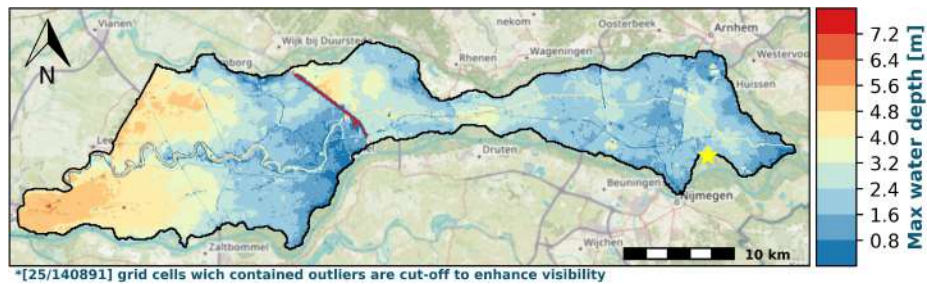 Vianen
nekom
Oosterbeek
Arnhem
Wijk bij Duurstede
Wageningen
Westervoo
Rhenen
Huissen
N
Druten
Beuningen
Nijmegen
Wijchen
Zaltbommel
10 km
7.2
6.4
5.6
4.8
4.0
3.2
2.4
1.6
0.8
Max water depth [m]
*[25/140891] grid cells wich contained outliers are cut-off to enhance visibility